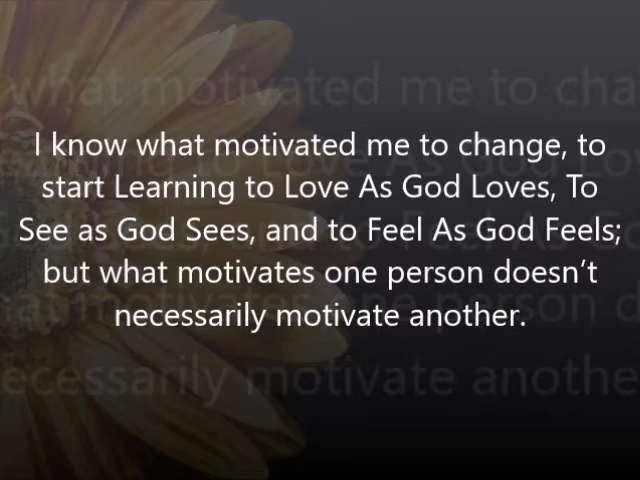 I know what motivated me to change, to
start Learning to Love As God Loves, To
See as God Sees, and to Feel As God Feels;
but what motivates one person doesn't
necessarily motivate another.